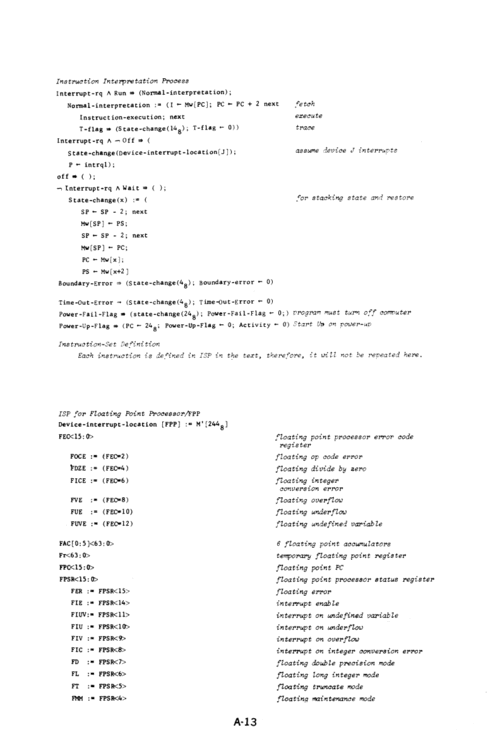 Instruction Interpretation Process
Interrupt-rq ∧ Run ⇒ (Normal-interpretation);
Normal-interpretation := (I ← Mw[PC]; PC ← PC + 2 next fetch
Instruction-execution; next execute
T-flag ⇒ (State-change(14₈); T-flag ← 0)) trace
Interrupt-rq ∧ ¬ Off ⇒ (
State-change(Device-interrupt-location[J]); assume device J interrupts
P ← intrql);
off ⇒ ( );
¬ Interrupt-rq ∧ Wait ⇒ ( );
State-change(x) := ( for stacking state and restore
SP ← SP - 2; next
Mw[SP] ← PS;
SP ← SP - 2; next
Mw[SP] ← PC;
PC ← Mw[x];
PS ← Mw[x+2]
Boundary-Error ⇒ (State-change(4₈); Boundary-error ← 0)
Time-Out-Error → (State-change(4₈); Time-Out-Error ← 0)
Power-Fail-Flag ⇒ (state-change(24₈); Power-Fail-Flag ← 0;) program must turn off computer
Power-Up-Flag ⇒ (PC ← 24₈; Power-Up-Flag ← 0; Activity ← 0) Start Up on power-up
Instruction-Set Definition
Each instruction is defined in ISP in the text, therefore, it will not be repeated here.
ISP for Floating Point Processor/FPP
Device-interrupt-location [FPP] := M'[244₈]
FEC<15:0> floating point processor error code
register
FOCE := (FEC=2) floating op code error
FDZE := (FEC=4) floating divide by zero
FICE := (FEC=6) floating integer
conversion error
FVE := (FEC=8) floating overflow
FUE := (FEC=10) floating underflow
FUVE := (FEC=12) floating undefined variable
FAC[0:5]<63:0> 6 floating point accumulators
Fr<63:0> temporary floating point register
FPC<15:0> floating point PC
FPSR<15:0> floating point processor status register
FER := FPSR<15> floating error
FIE := FPSR<14> interrupt enable
FIUV:= FPSR<11> interrupt on undefined variable
FIU := FPSR<10> interrupt on underflow
FIV := FPSR<9> interrupt on overflow
FIC := FPSR<8> interrupt on integer conversion error
FD := FPSR<7> floating double precision mode
FL := FPSR<6> floating long integer mode
FT := FPSR<5> floating truncate mode
FMM := FPSR<4> floating maintenance mode
A-13